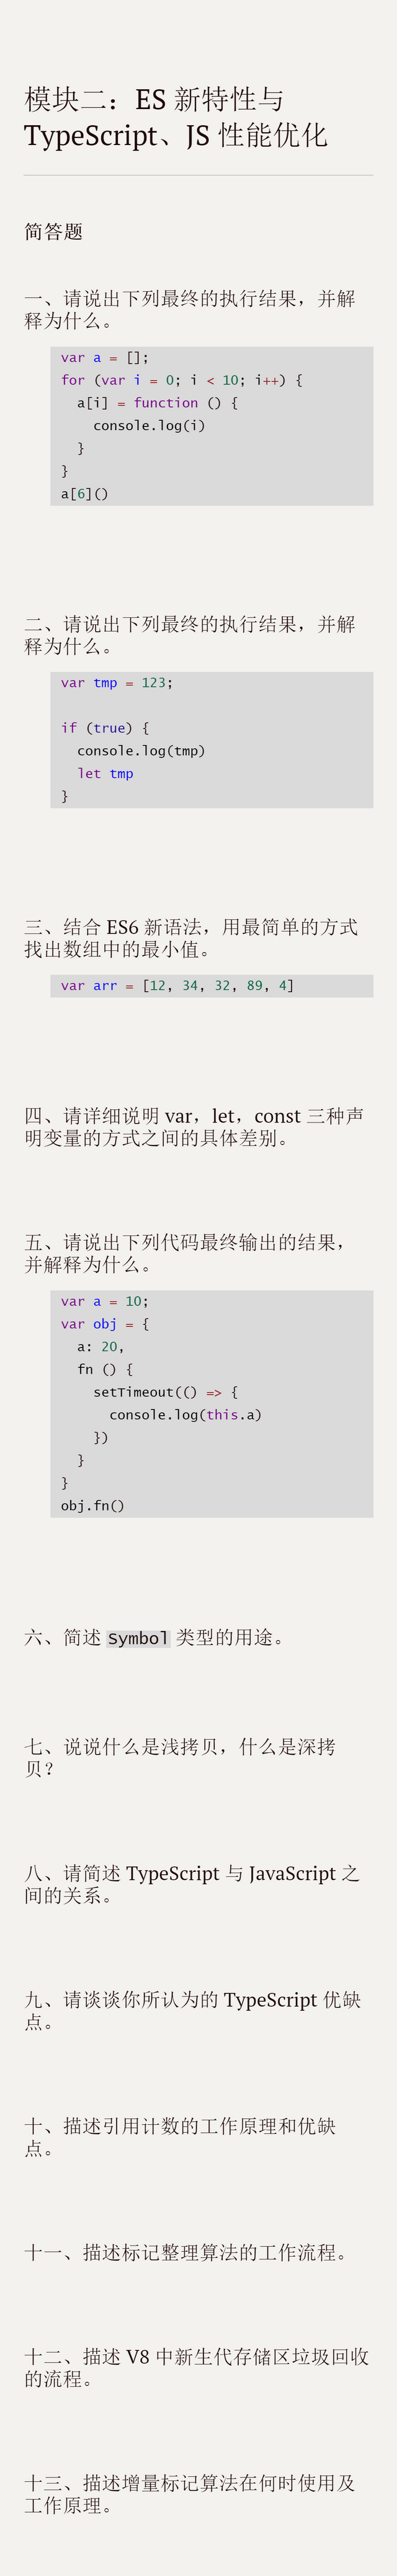 模块二：ES 新特性与
TypeScript、JS 性能优化
简答题
一、请说出下列最终的执行结果，并解
释为什么。
var a = [];
for (var i = 0; i < 10; i++) {
  a[i] = function () {
    console.log(i)
  }
}
a[6]()
二、请说出下列最终的执行结果，并解
释为什么。
var tmp = 123;
if (true) {
  console.log(tmp)
  let tmp
}
三、结合 ES6 新语法，用最简单的方式
找出数组中的最小值。
var arr = [12, 34, 32, 89, 4]
四、请详细说明 var，let，const 三种声
明变量的方式之间的具体差别。
五、请说出下列代码最终输出的结果，
并解释为什么。
var a = 10;
var obj = {
  a: 20,
  fn () {
    setTimeout(() => {
      console.log(this.a)
    })
  }
}
obj.fn()
六、简述 Symbol 类型的用途。
七、说说什么是浅拷贝，什么是深拷
贝？
八、请简述 TypeScript 与 JavaScript 之
间的关系。
九、请谈谈你所认为的 TypeScript 优缺
点。
十、描述引用计数的工作原理和优缺
点。
十一、描述标记整理算法的工作流程。
十二、描述 V8 中新生代存储区垃圾回收
的流程。
十三、描述增量标记算法在何时使用及
工作原理。